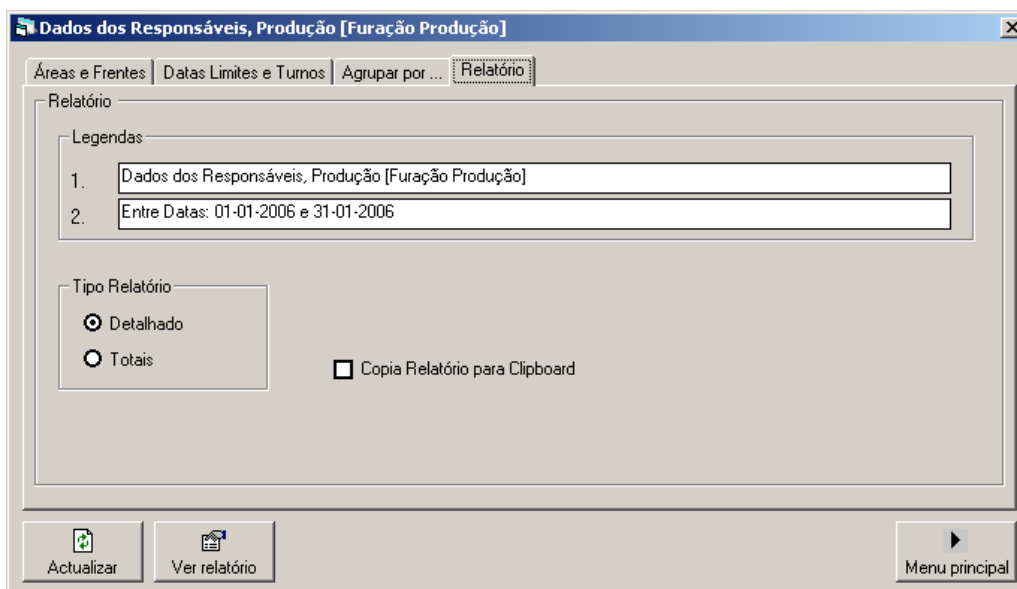 Dados dos Responsáveis, Produção [Furação Produção]
Áreas e Frentes
Datas Limites e Turnos
Agrupar por ...
Relatório
Relatório
Legendas
1.
Dados dos Responsáveis, Produção [Furação Produção]
2.
Entre Datas: 01-01-2006 e 31-01-2006
Tipo Relatório
Detalhado
Totais
Copia Relatório para Clipboard
Actualizar
Ver relatório
Menu principal